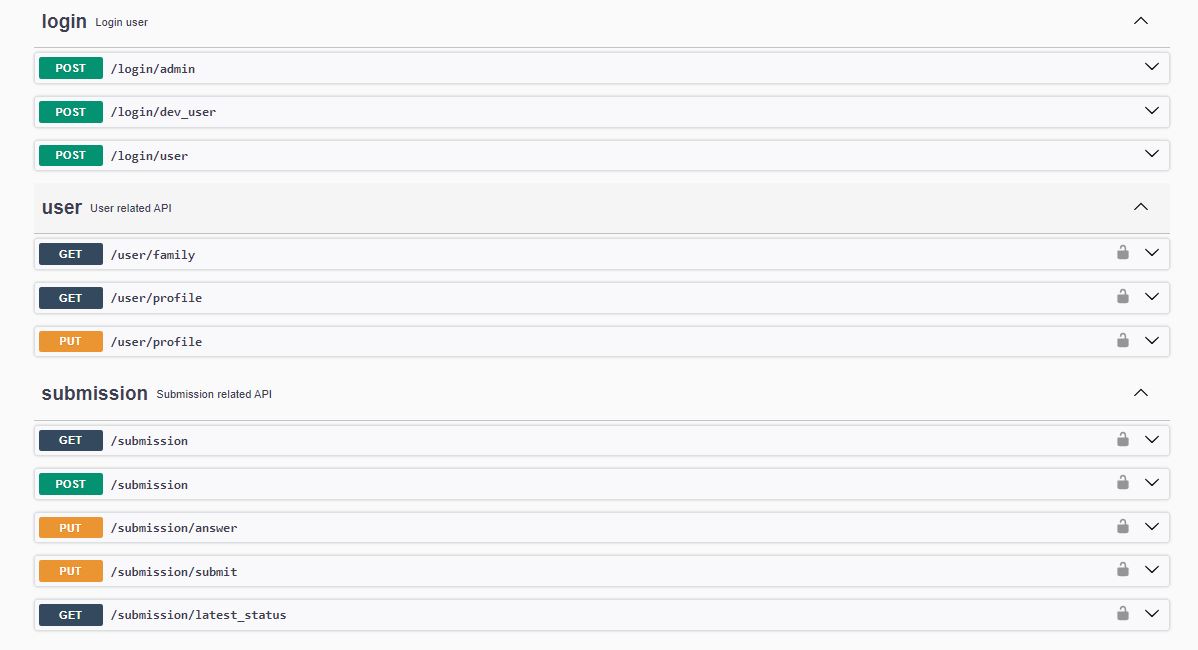 login Login user
POST /login/admin
POST /login/dev_user
POST /login/user
user User related API
GET /user/family
GET /user/profile
PUT /user/profile
submission Submission related API
GET /submission
POST /submission
PUT /submission/answer
PUT /submission/submit
GET /submission/latest_status